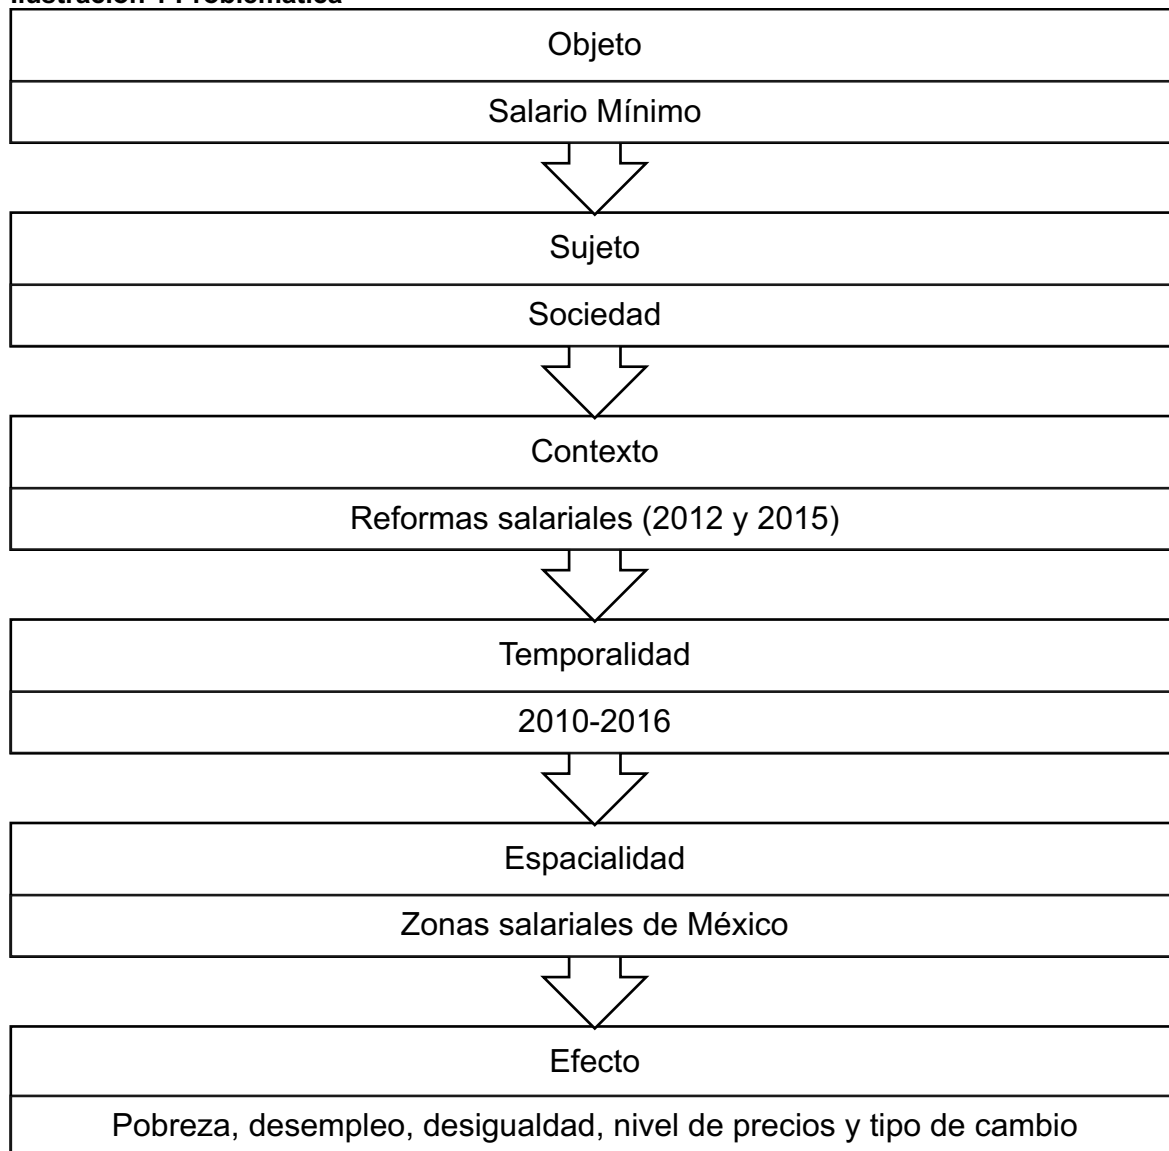 Objeto
Salario Mínimo
Sujeto
Sociedad
Contexto
Reformas salariales (2012 y 2015)
Temporalidad
2010-2016
Espacialidad
Zonas salariales de México
Efecto
Pobreza, desempleo, desigualdad, nivel de precios y tipo de cambio